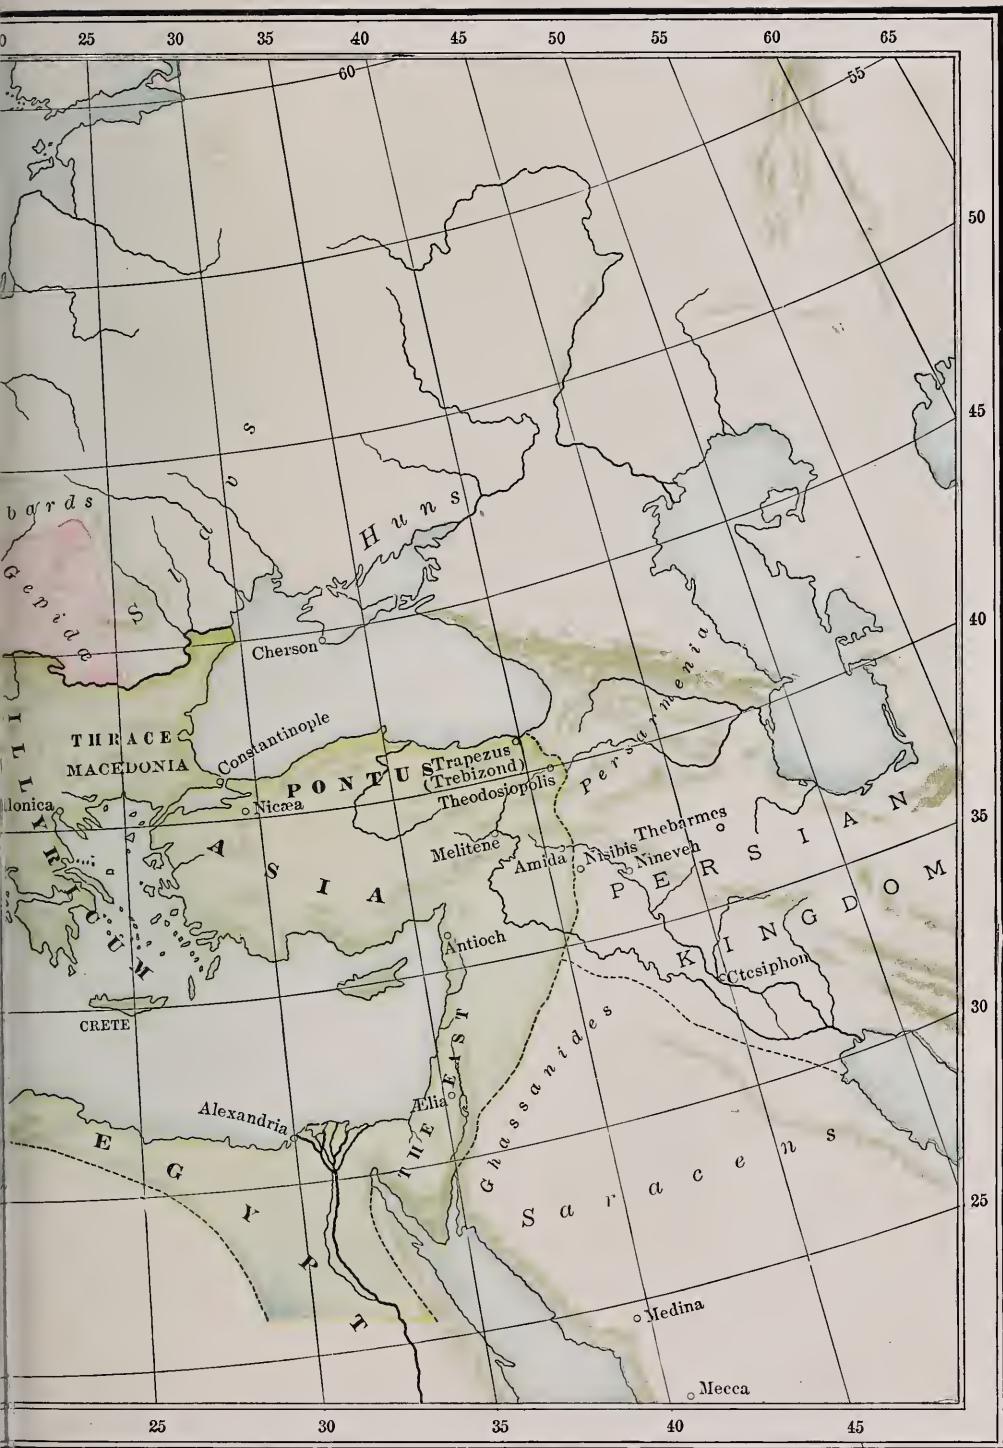 0 25 30 35 40 45 50 55 60 65
60
55
50
45
40
35
30
25
Slavs
Huns
bards
Gepidæ
Cherson
Persarmenia
ILLYRICUM
THRACE
MACEDONIA
Constantinople
PONTUS
Trapezus
(Trebizond)
Theodosiopolis
lonica
Nicæa
ASIA
Melitene
Amida
Nisibis
Nineveh
Thebarmes
PERSIAN
KINGDOM
Antioch
Ctesiphon
CRETE
THE EAST
Ælia
Ghassanides
Alexandria
EGYPT
Saracens
Medina
Mecca
25 30 35 40 45